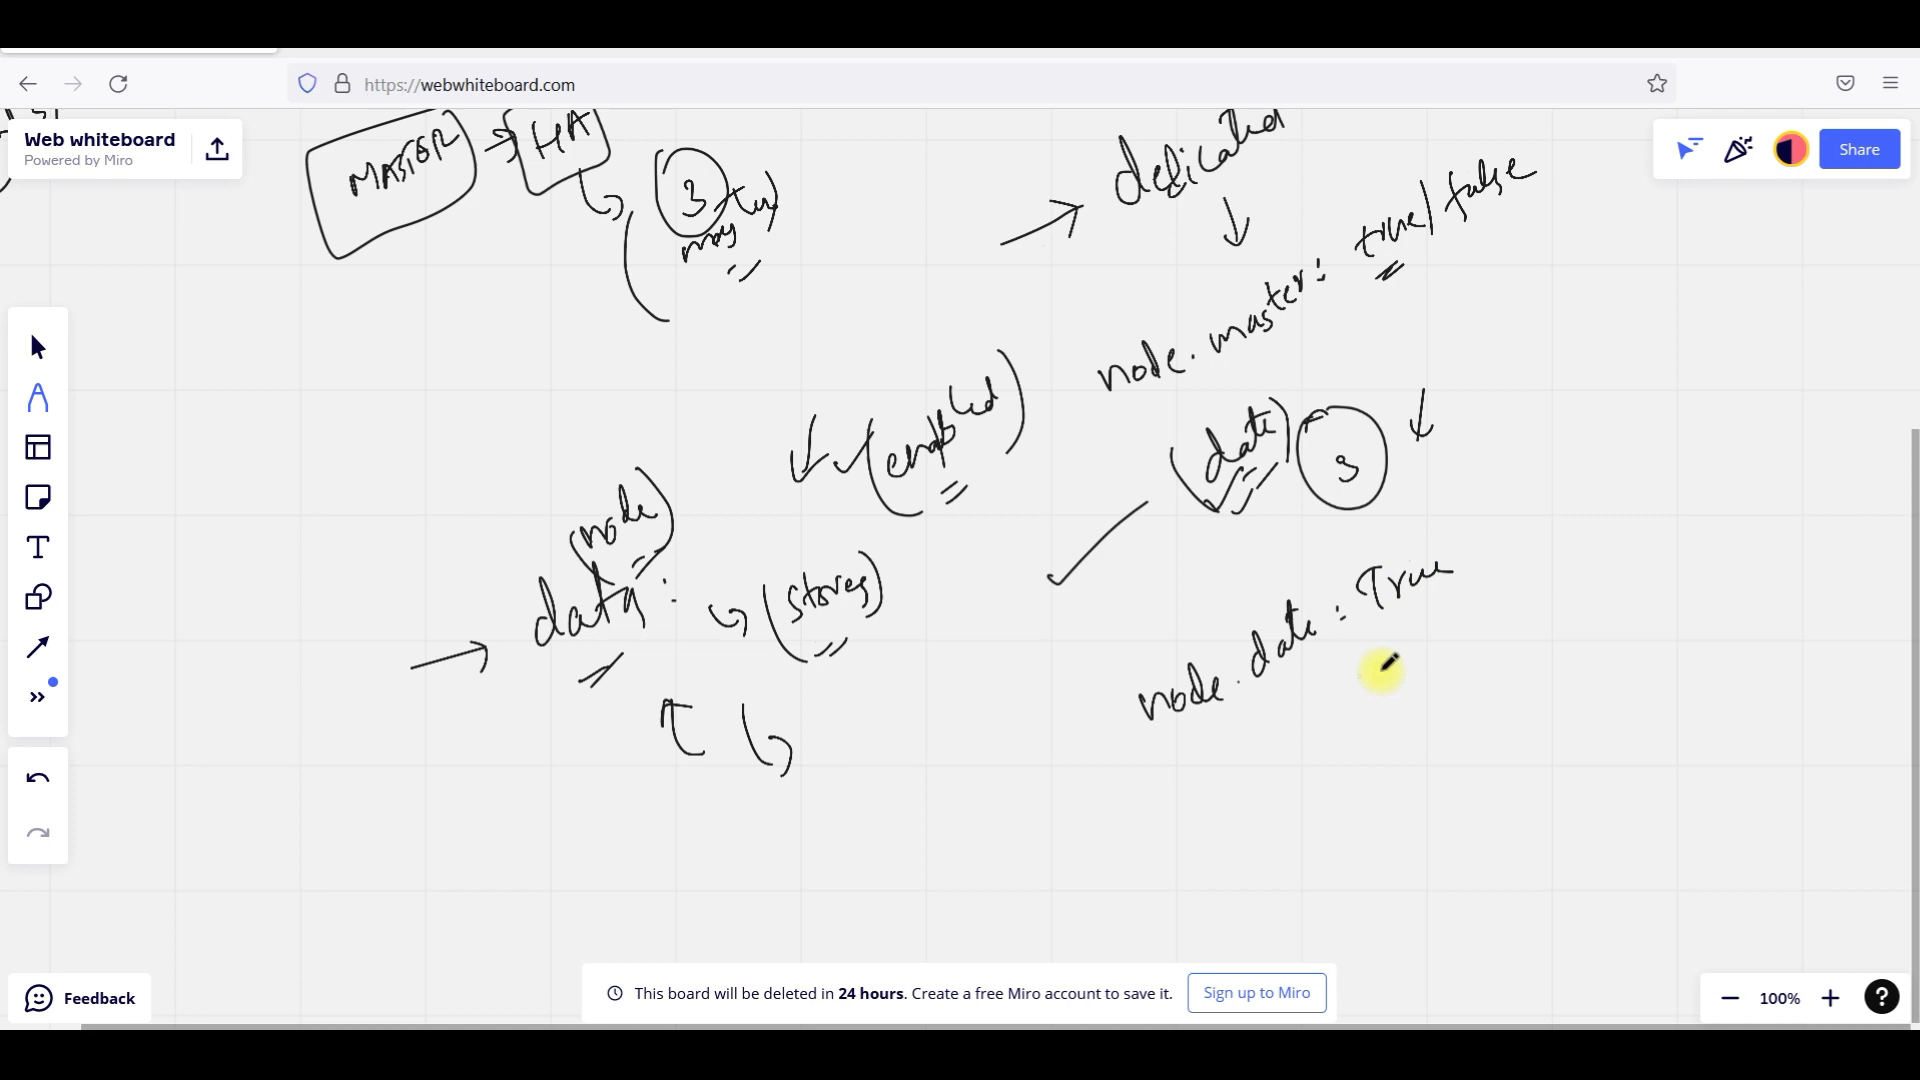 https://webwhiteboard.com
Web whiteboard
Powered by Miro
Share
MASTER
HA
3
master
dedicated
node.master: true/false
(enabled)
(data)
3
(node)
data:
(stores)
node.data: True
Feedback
This board will be deleted in 24 hours. Create a free Miro account to save it.
Sign up to Miro
100%
?